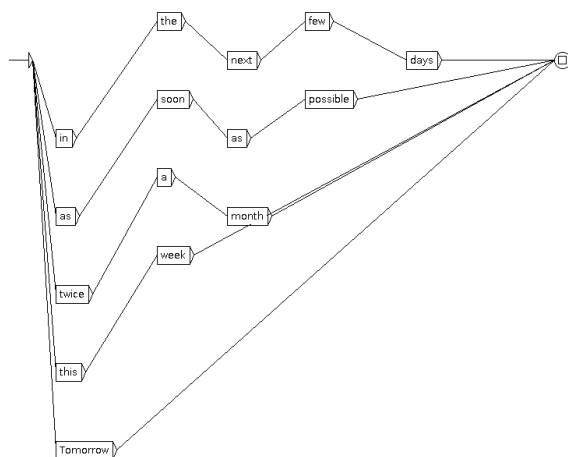 in the next few days
as soon as possible
twice a month
this week
Tomorrow